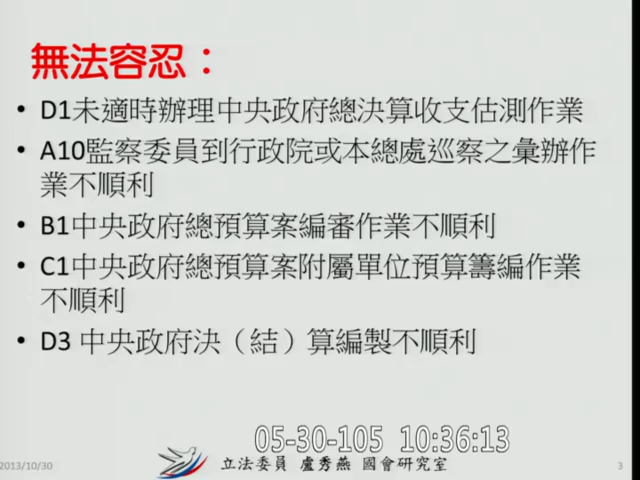 無法容忍：
• D1未適時辦理中央政府總決算收支估測作業
• A10監察委員到行政院或本總處巡察之彙辦作
業不順利
• B1中央政府總預算案編審作業不順利
• C1中央政府總預算案附屬單位預算籌編作業
不順利
• D3 中央政府決（結）算編製不順利
05-30-105 10:36:13
2013/10/30 立法委員 盧秀燕 國會研究室 3